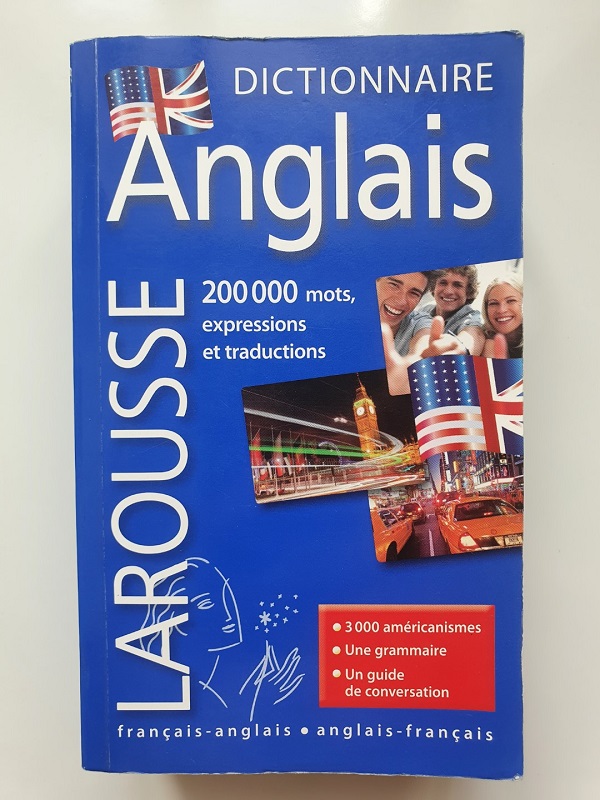 DICTIONNAIRE
Anglais
LAROUSSE
200 000 mots,
expressions
et traductions
• 3 000 américanismes
• Une grammaire
• Un guide
de conversation
français-anglais • anglais-français